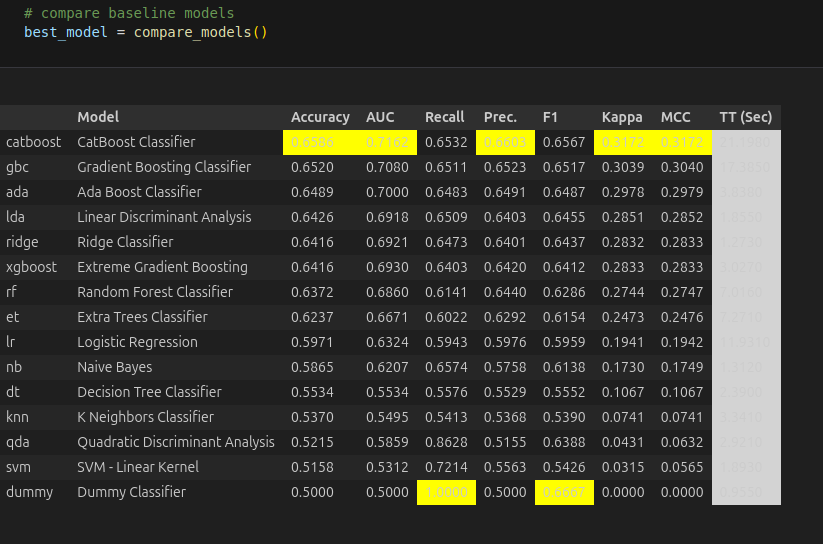 # compare baseline models
best_model = compare_models()
Model Accuracy AUC Recall Prec. F1 Kappa MCC TT (Sec)
catboost CatBoost Classifier 0.6586 0.7162 0.6532 0.6603 0.6567 0.3172 0.3172 21.1980
gbc Gradient Boosting Classifier 0.6520 0.7080 0.6511 0.6523 0.6517 0.3039 0.3040 17.3850
ada Ada Boost Classifier 0.6489 0.7000 0.6483 0.6491 0.6487 0.2978 0.2979
lda Linear Discriminant Analysis 0.6426 0.6918 0.6509 0.6403 0.6455 0.2851 0.2852
ridge Ridge Classifier 0.6416 0.6921 0.6473 0.6401 0.6437 0.2832 0.2833 1.2730
xgboost Extreme Gradient Boosting 0.6416 0.6930 0.6403 0.6420 0.6412 0.2833 0.2833 3.0270
rf Random Forest Classifier 0.6372 0.6860 0.6141 0.6440 0.6286 0.2744 0.2747
et Extra Trees Classifier 0.6237 0.6671 0.6022 0.6292 0.6154 0.2473 0.2476 7.2710
lr Logistic Regression 0.5971 0.6324 0.5943 0.5976 0.5959 0.1941 0.1942 11.9310
nb Naive Bayes 0.5865 0.6207 0.6574 0.5758 0.6138 0.1730 0.1749 1.3120
dt Decision Tree Classifier 0.5534 0.5534 0.5576 0.5529 0.5552 0.1067 0.1067 2.3900
knn K Neighbors Classifier 0.5370 0.5495 0.5413 0.5368 0.5390 0.0741 0.0741 3.3410
qda Quadratic Discriminant Analysis 0.5215 0.5859 0.8628 0.5155 0.6388 0.0431 0.0632 2.9210
svm SVM - Linear Kernel 0.5158 0.5312 0.7214 0.5563 0.5426 0.0315 0.0565 1.8930
dummy Dummy Classifier 0.5000 0.5000 1.0000 0.5000 0.6667 0.0000 0.0000 0.9550